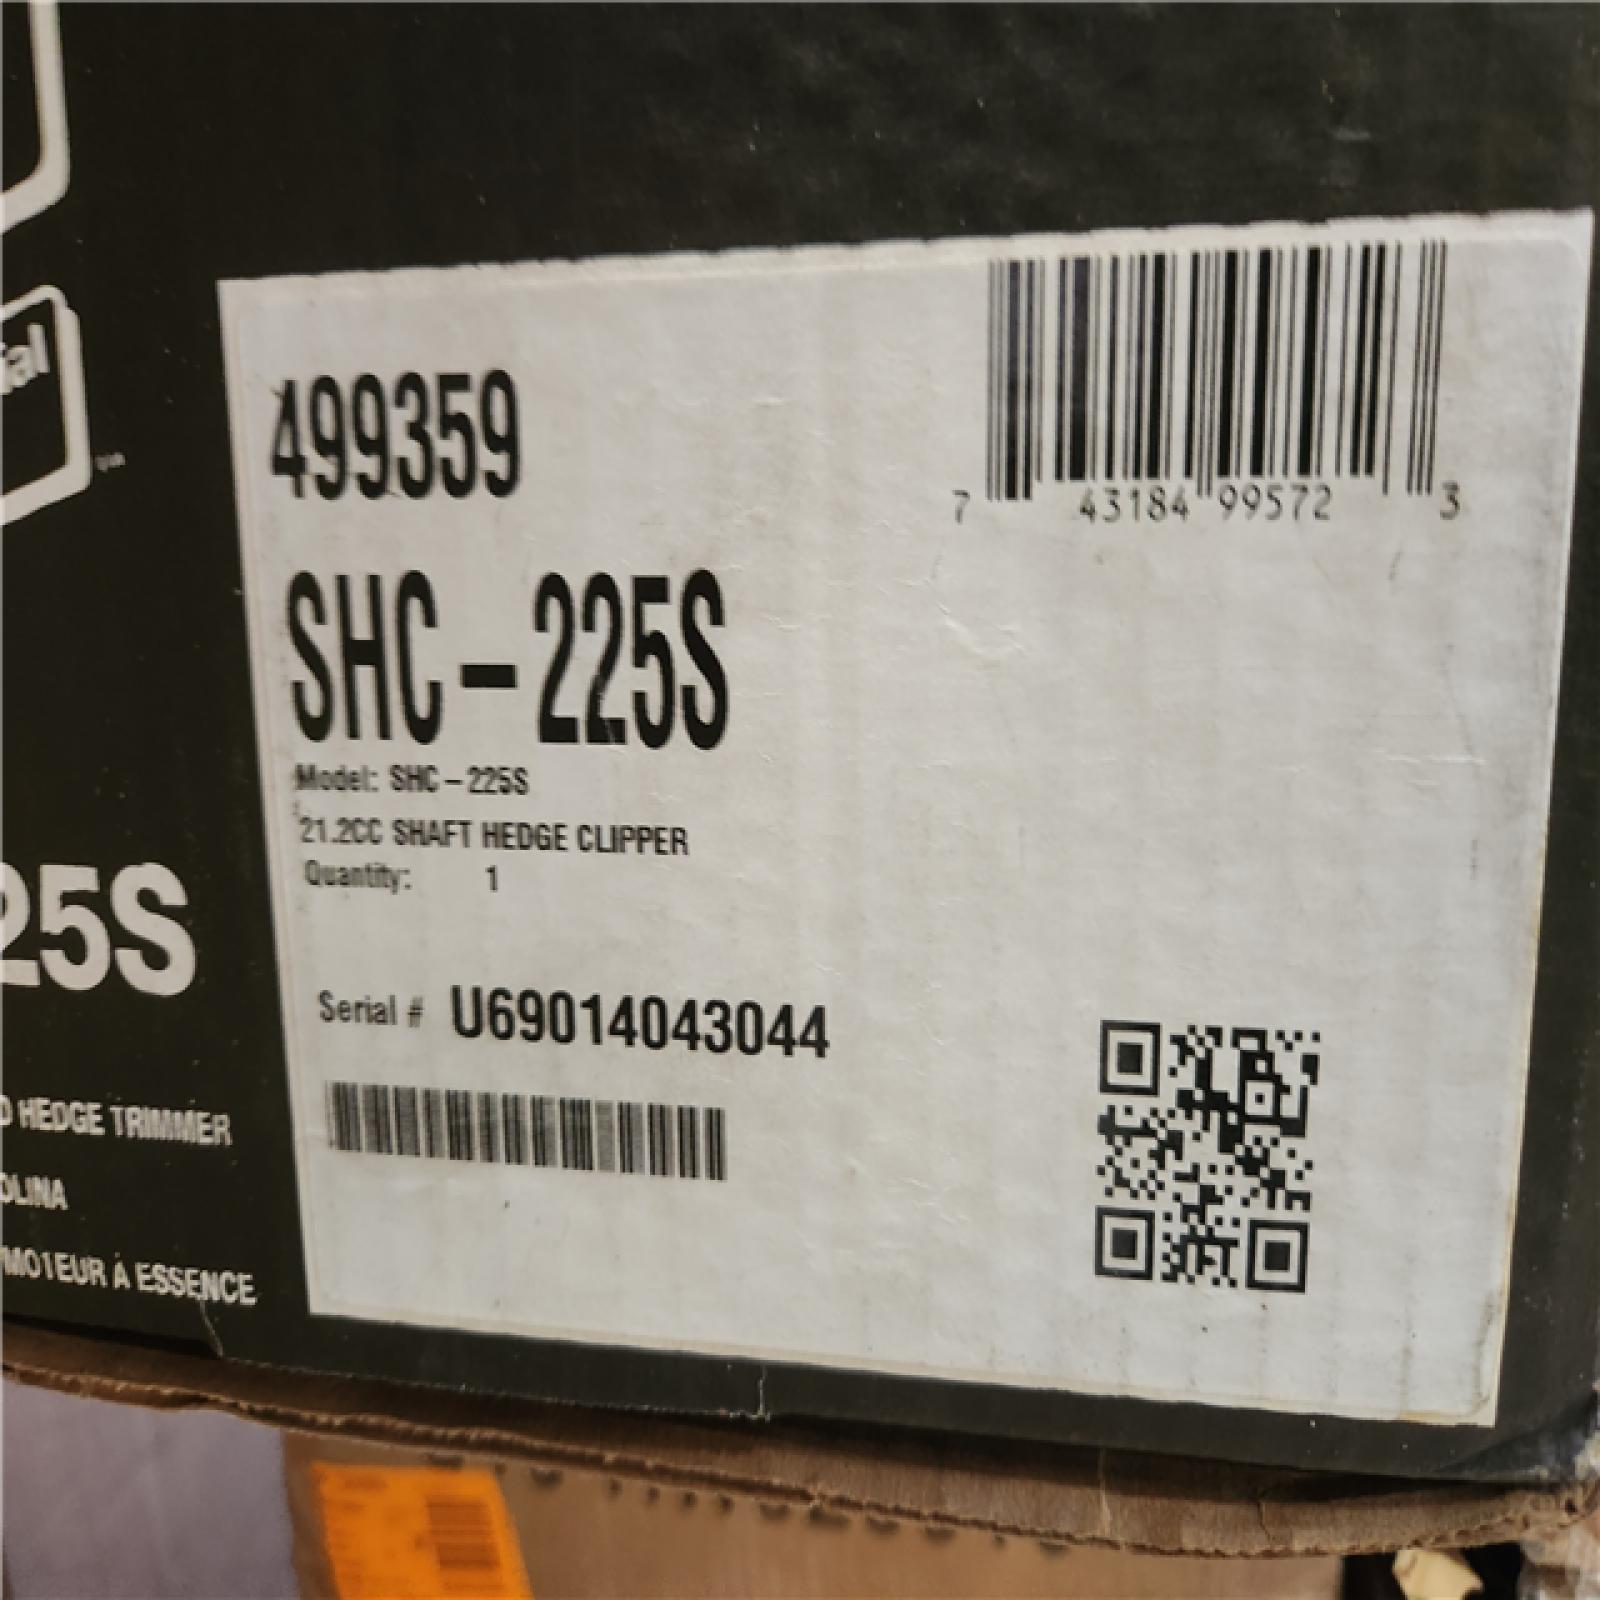 ial
499359
7 43184 99572 3
SHC-225S
Model: SHC-225S
21.2CC SHAFT HEDGE CLIPPER
Quantity: 1
25S
Serial # U69014043044
D HEDGE TRIMMER
OLINA
MOTEUR À ESSENCE